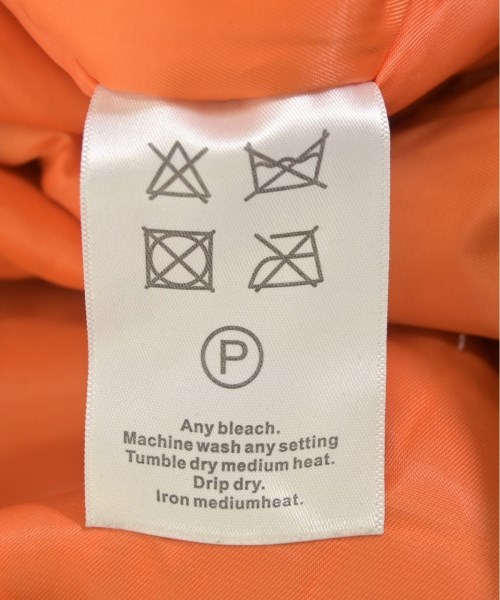 P
Any bleach.
Machine wash any setting
Tumble dry medium heat.
Drip dry.
Iron mediumheat.